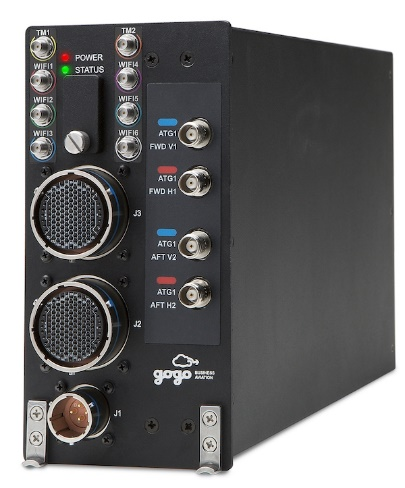 TM1
TM2
POWER
STATUS
WIFI1
WIFI4
WIFI2
WIFI5
WIFI3
WIFI6
ATG1
FWD V1
ATG1
FWD H1
ATG1
AFT V2
ATG1
AFT H2
J3
J2
J1
gogo BUSINESS
AVIATION